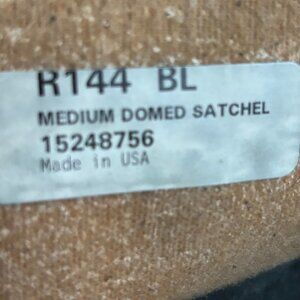 R144 BL
MEDIUM DOMED SATCHEL
15248756
Made in USA